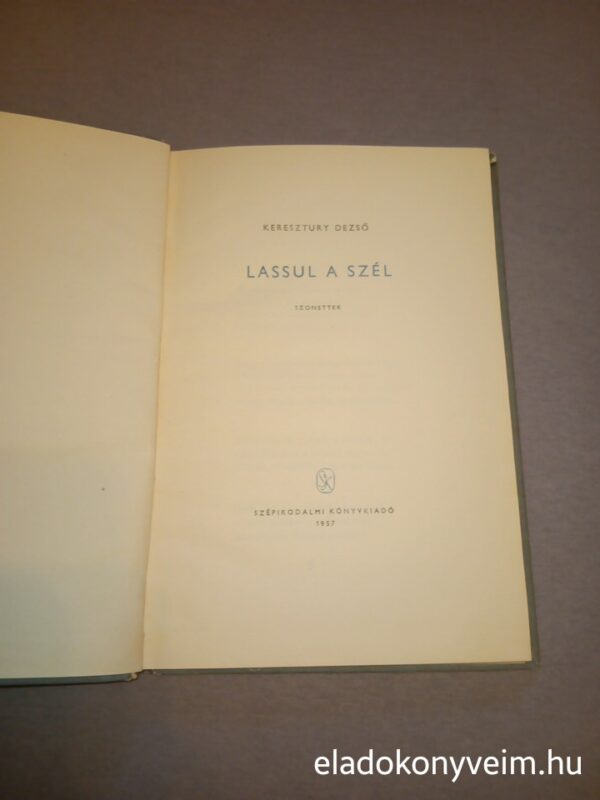 KERESZTURY DEZSŐ
LASSUL A SZÉL
SZONETTEK
SZÉPIRODALMI KÖNYVKIADÓ
1957
eladokonyveim.hu